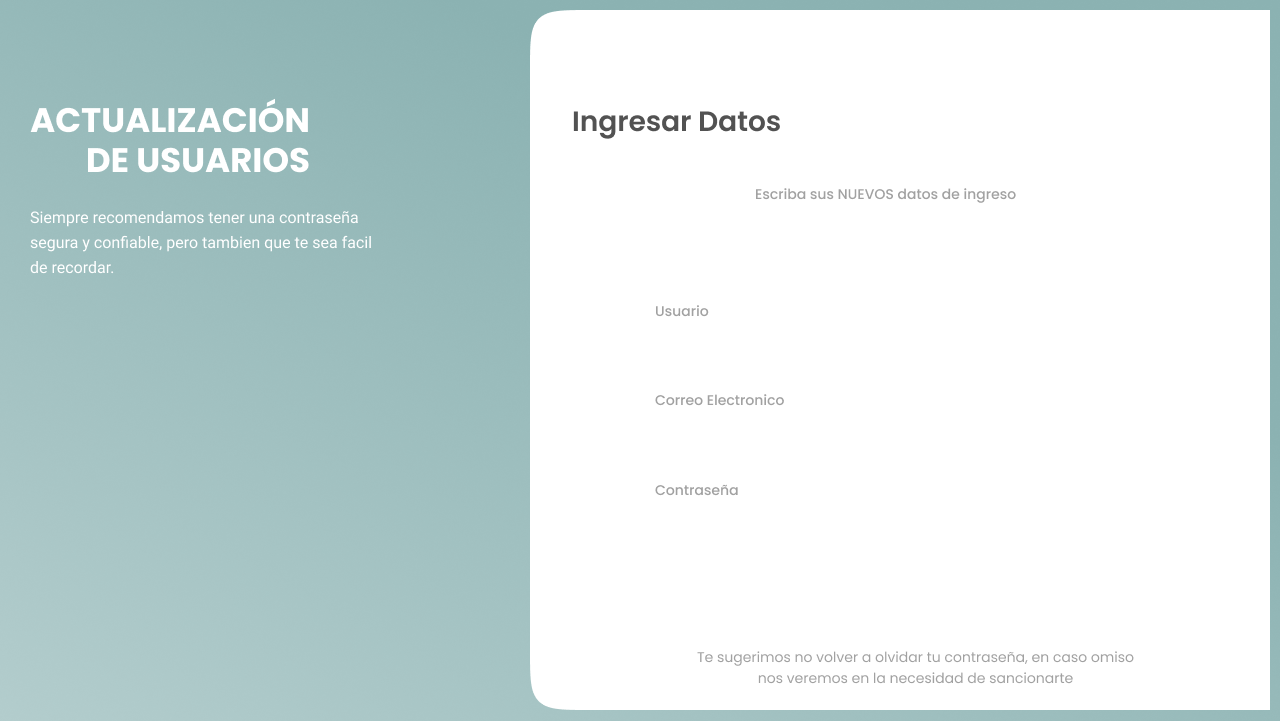 ACTUALIZACIÓN
DE USUARIOS
Siempre recomendamos tener una contraseña
segura y confiable, pero tambien que te sea facil
de recordar.
Ingresar Datos
Escriba sus NUEVOS datos de ingreso
Usuario
Correo Electronico
Contraseña
Te sugerimos no volver a olvidar tu contraseña, en caso omiso
nos veremos en la necesidad de sancionarte